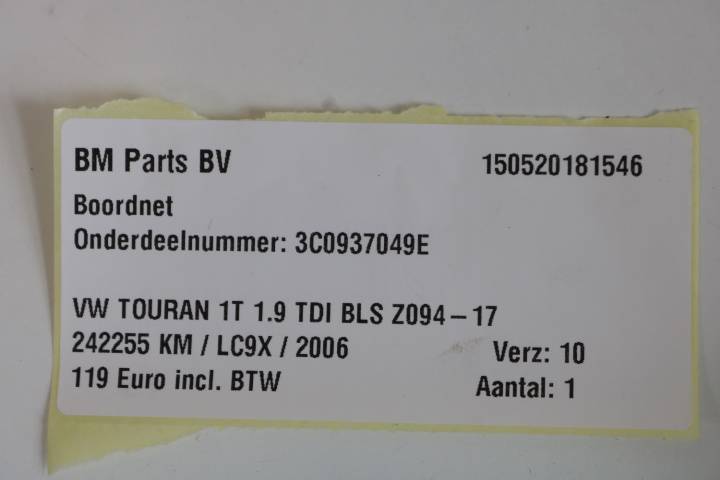 BM Parts BV 150520181546
Boordnet
Onderdeelnummer: 3C0937049E
VW TOURAN 1T 1.9 TDI BLS Z094-17
242255 KM / LC9X / 2006 Verz: 10
119 Euro incl. BTW Aantal: 1